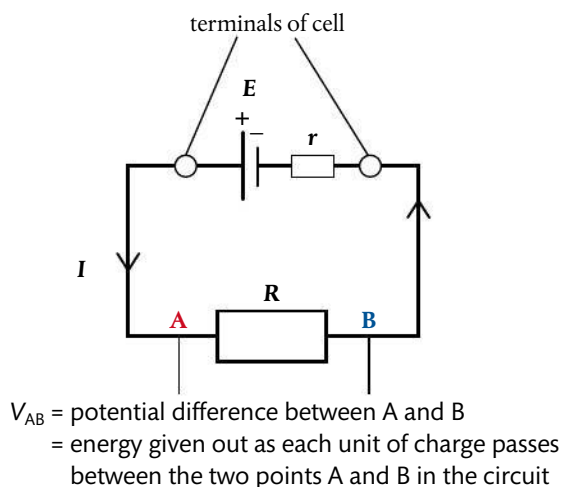 terminals of cell
E
+
−
r
I
R
A
B
V_AB = potential difference between A and B
= energy given out as each unit of charge passes
between the two points A and B in the circuit